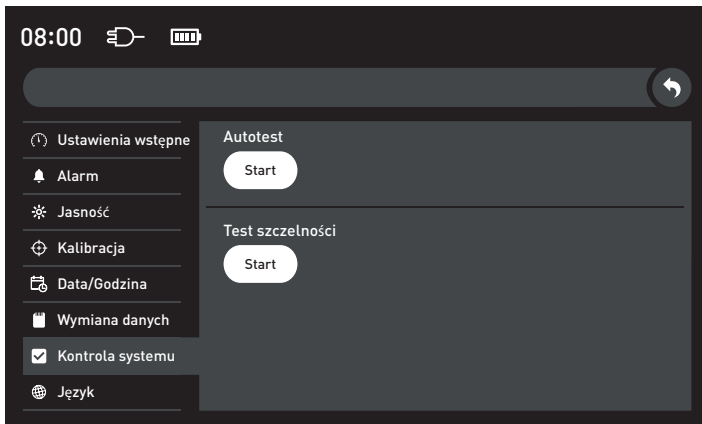 08:00
Ustawienia wstępne
Alarm
Jasność
Kalibracja
Data/Godzina
Wymiana danych
Kontrola systemu
Język
Autotest
Start
Test szczelności
Start